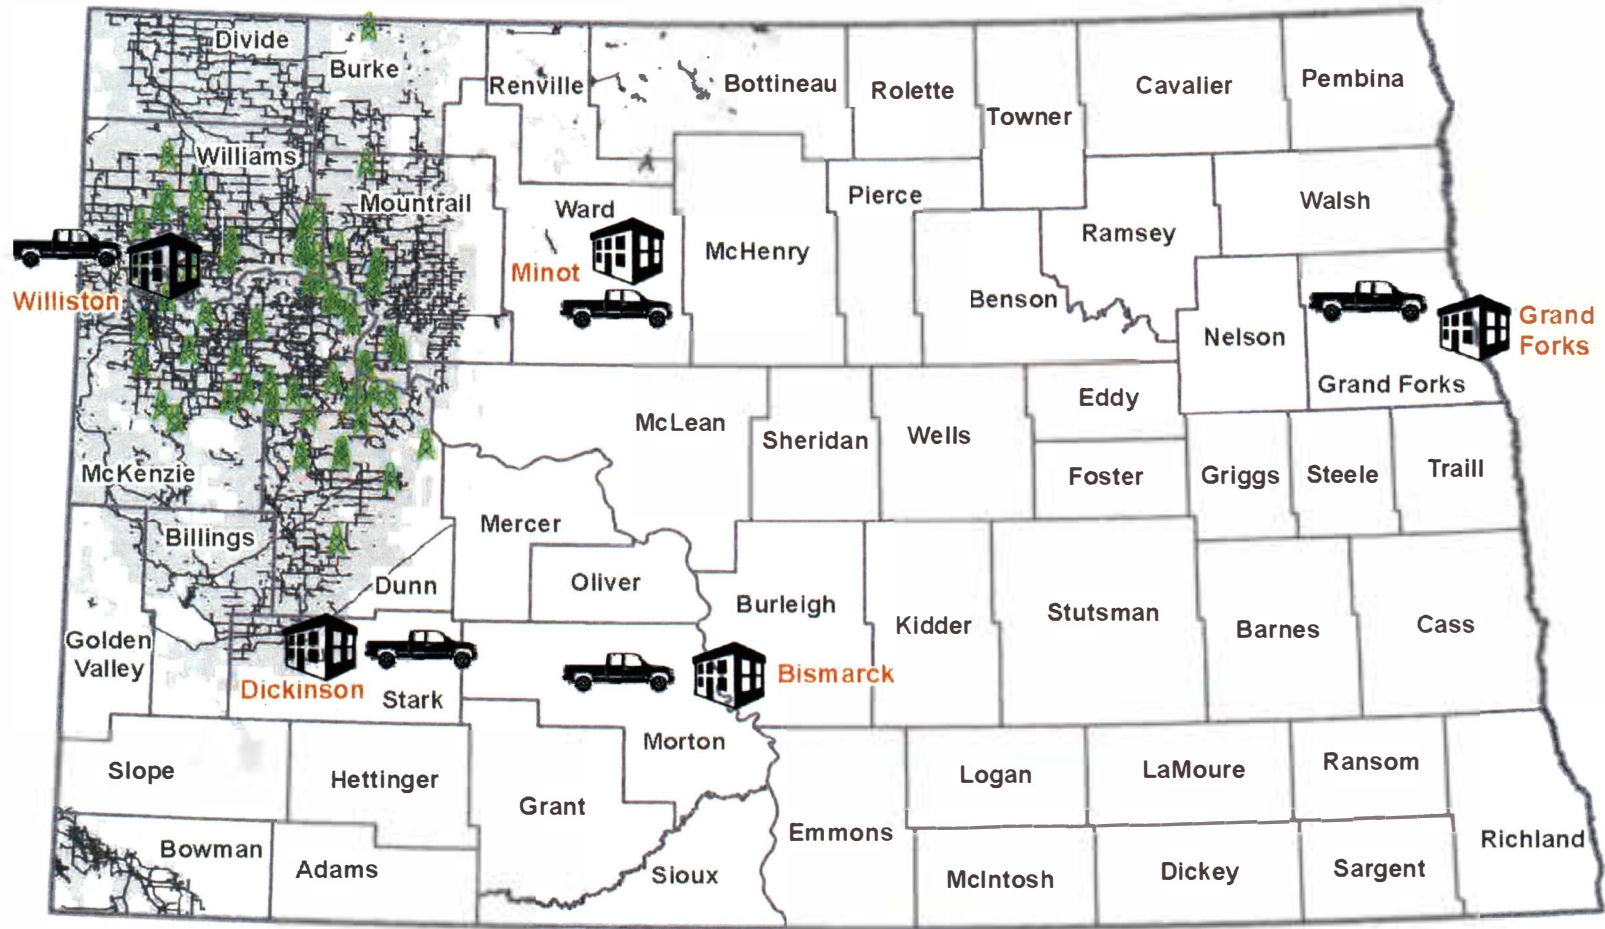 Divide
Burke
Renville
Bottineau
Rolette
Towner
Cavalier
Pembina
Williams
Mountrail
Ward
Minot
McHenry
Pierce
Benson
Ramsey
Walsh
Nelson
Grand
Forks
Grand Forks
Williston
McKenzie
McLean
Sheridan
Wells
Eddy
Foster
Griggs
Steele
Traill
Billings
Dunn
Mercer
Oliver
Burleigh
Kidder
Stutsman
Barnes
Cass
Golden
Valley
Dickinson
Stark
Bismarck
Morton
Slope
Hettinger
Grant
Logan
LaMoure
Ransom
Bowman
Adams
Sioux
Emmons
McIntosh
Dickey
Sargent
Richland